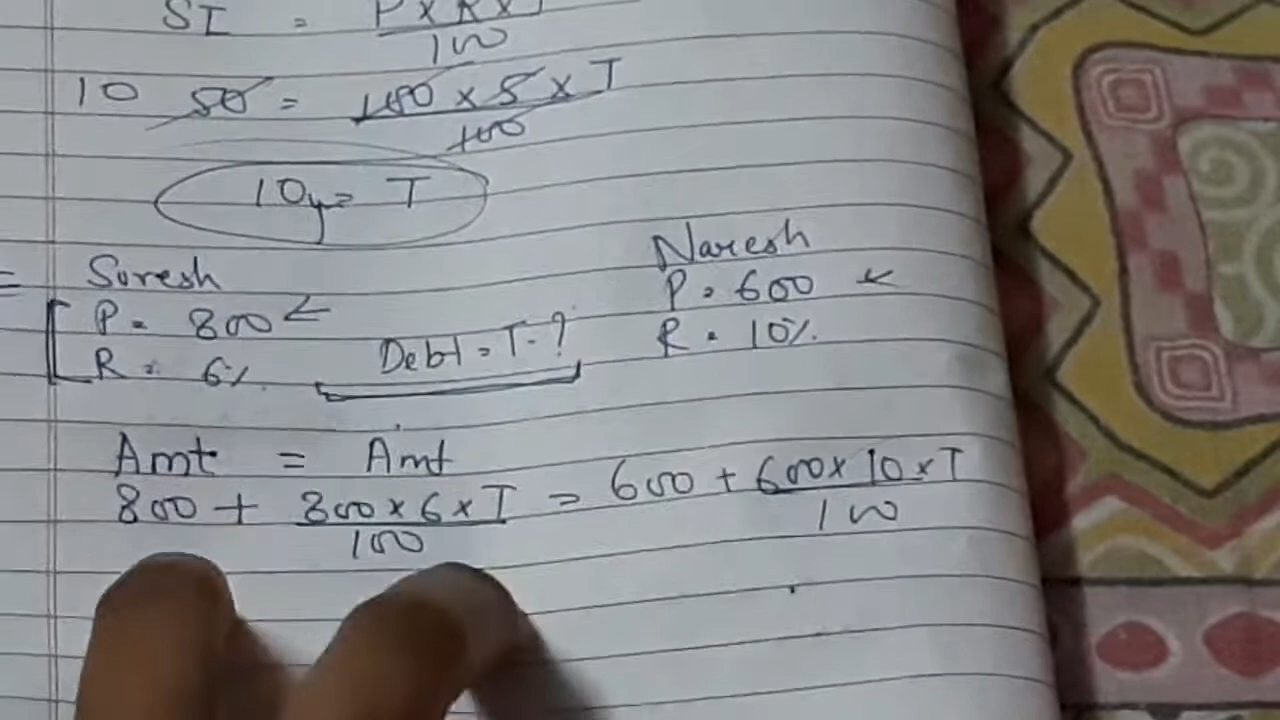 SI = P x R x T
100
10 50 = 100 x 5 x T
100
10y = T
= Suresh
P = 800 ←
R = 6%.
Debt = T = ?
Naresh
P = 600 ←
R = 10%.
Amt = Amt
800 + 800 x 6 x T = 600 + 600 x 10 x T
100 100